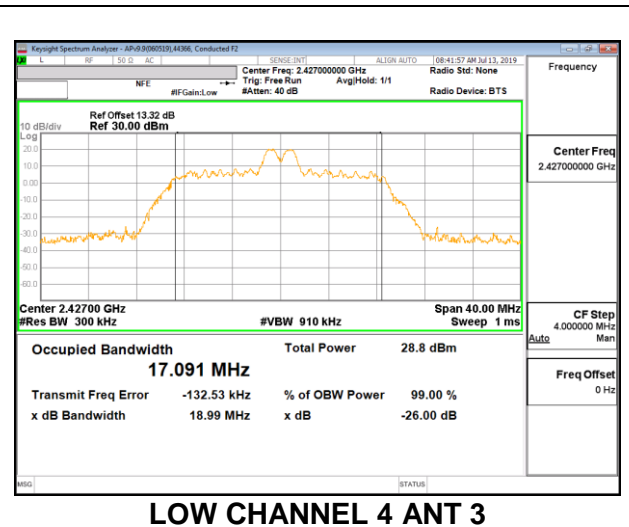 Keysight Spectrum Analyzer - APv9.9(060519),44366, Conducted F2
L RF 50 Ω AC SENSE:INT ALIGN AUTO 08:41:57 AM Jul 13, 2019
Center Freq: 2.427000000 GHz Radio Std: None
NFE Trig: Free Run Avg|Hold: 1/1
#IFGain:Low #Atten: 40 dB Radio Device: BTS
Frequency
Ref Offset 13.32 dB
10 dB/div Ref 30.00 dBm
Log
20.0
10.0
0.00
-10.0
-20.0
-30.0
-40.0
-50.0
-60.0
Center 2.42700 GHz Span 40.00 MHz
#Res BW 300 kHz #VBW 910 kHz Sweep 1 ms
Occupied Bandwidth Total Power 28.8 dBm
17.091 MHz
Transmit Freq Error -132.53 kHz % of OBW Power 99.00 %
x dB Bandwidth 18.99 MHz x dB -26.00 dB
Center Freq
2.427000000 GHz
CF Step
4.000000 MHz
Auto Man
Freq Offset
0 Hz
MSG STATUS
LOW CHANNEL 4 ANT 3